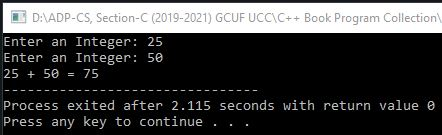 D:\ADP-CS, Section-C (2019-2021) GCUF UCC\C++ Book Program Collection\
Enter an Integer: 25
Enter an Integer: 50
25 + 50 = 75
--------------------------------
Process exited after 2.115 seconds with return value 0
Press any key to continue . . .